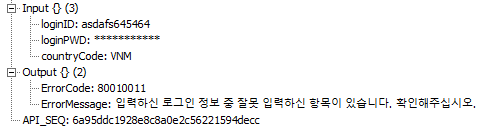 Input {} (3)
loginID: asdafs645464
loginPWD: ***********
countryCode: VNM
Output {} (2)
ErrorCode: 80010011
ErrorMessage: 입력하신 로그인 정보 중 잘못 입력하신 항목이 있습니다. 확인해주십시오.
API_SEQ: 6a95ddc1928e8c8a0e2c56221594decc